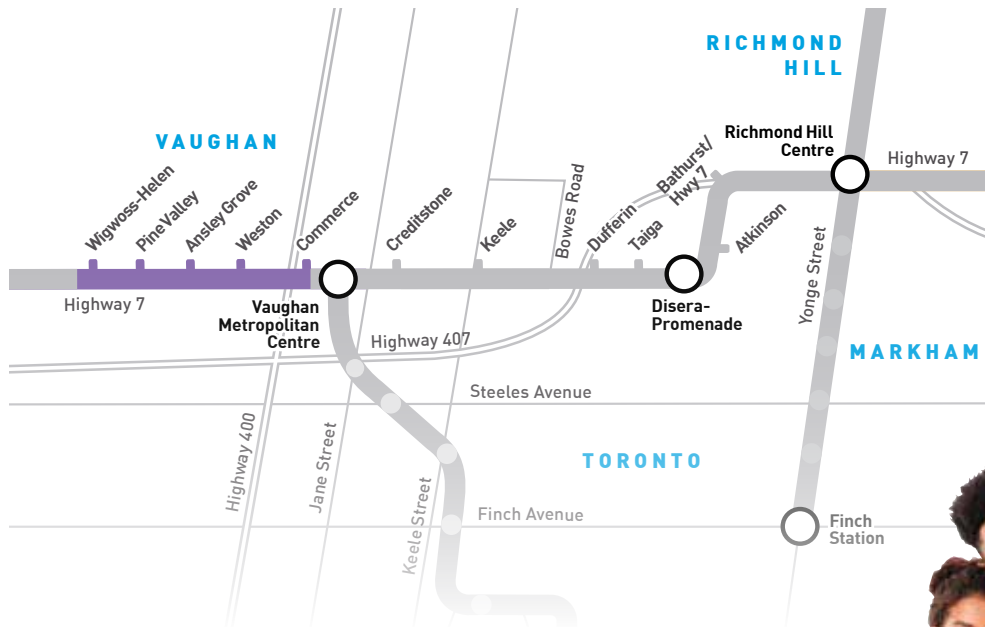 RICHMOND
HILL
VAUGHAN
Richmond Hill
Centre
Highway 7
Wigwoss-Helen
Pine Valley
Ansley Grove
Weston
Commerce
Creditstone
Keele
Bowes Road
Dufferin
Taiga
Bathurst/
Hwy 7
Atkinson
Highway 7
Vaughan
Metropolitan
Centre
Disera-
Promenade
Yonge Street
Highway 407
MARKHAM
Steeles Avenue
Highway 400
Jane Street
TORONTO
Keele Street
Finch Avenue
Finch
Station